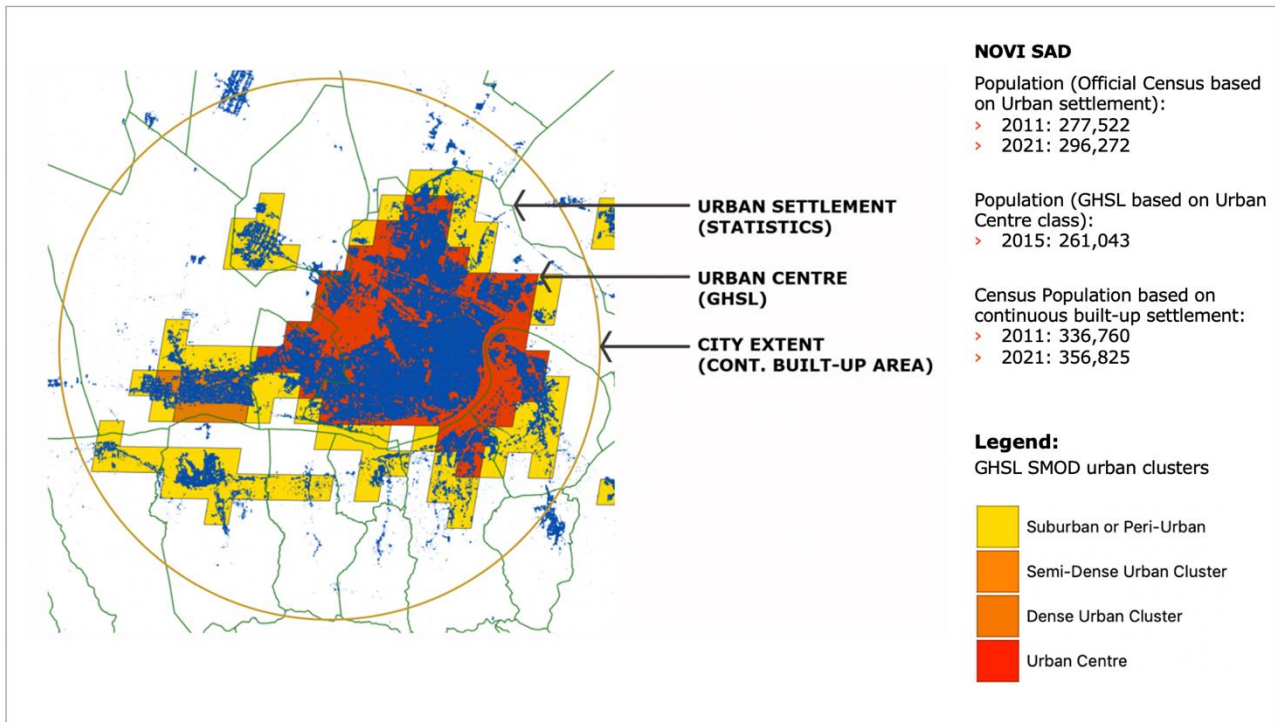 NOVI SAD
Population (Official Census based
on Urban settlement):
› 2011: 277,522
› 2021: 296,272
URBAN SETTLEMENT
(STATISTICS)
Population (GHSL based on Urban
Centre class):
› 2015: 261,043
URBAN CENTRE
(GHSL)
Census Population based on
continuous built-up settlement:
› 2011: 336,760
› 2021: 356,825
CITY EXTENT
(CONT. BUILT-UP AREA)
Legend:
GHSL SMOD urban clusters
Suburban or Peri-Urban
Semi-Dense Urban Cluster
Dense Urban Cluster
Urban Centre